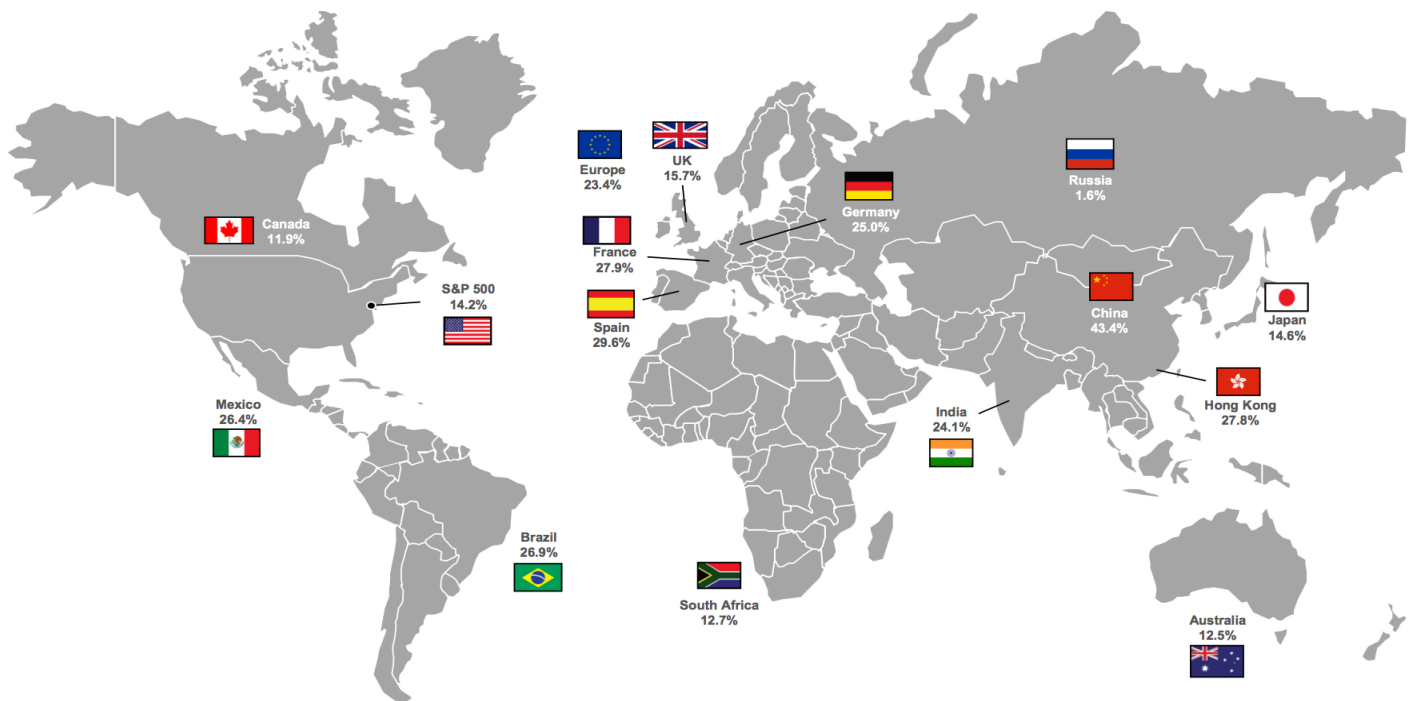 Europe
23.4%
UK
15.7%
Russia
1.6%
Germany
25.0%
Canada
11.9%
France
27.9%
S&P 500
14.2%
China
43.4%
Spain
29.6%
Japan
14.6%
Mexico
26.4%
India
24.1%
Hong Kong
27.8%
Brazil
26.9%
South Africa
12.7%
Australia
12.5%